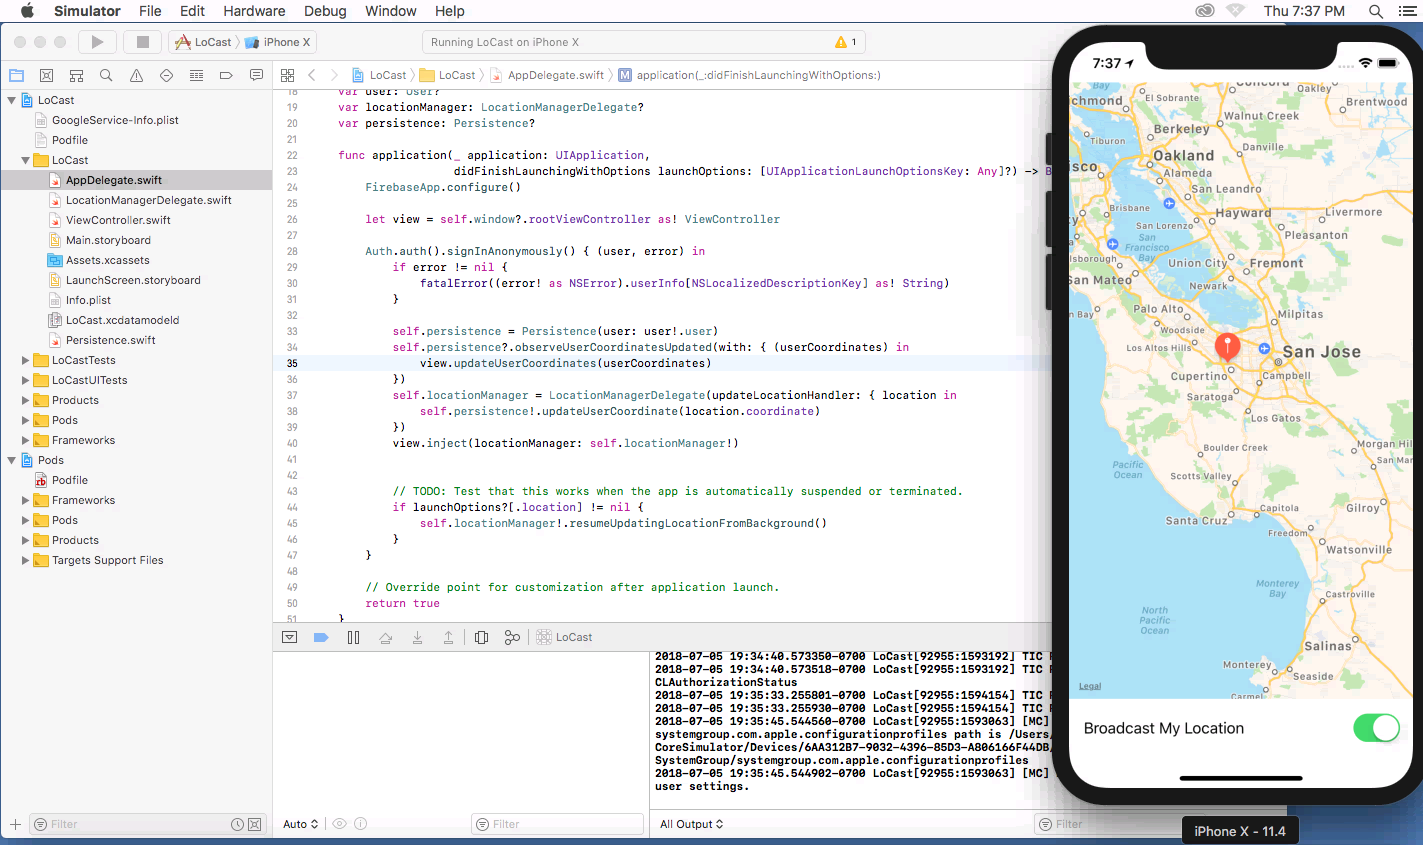 Simulator File Edit Hardware Debug Window Help Thu 7:37 PM
LoCast iPhone X Running LoCast on iPhone X 1
LoCast LoCast AppDelegate.swift M application(_:didFinishLaunchingWithOptions:)
LoCast
GoogleService-Info.plist
Podfile
LoCast
AppDelegate.swift
LocationManagerDelegate.swift
ViewController.swift
Main.storyboard
Assets.xcassets
LaunchScreen.storyboard
Info.plist
LoCast.xcdatamodeld
Persistence.swift
LoCastTests
LoCastUITests
Products
Pods
Frameworks
Pods
Podfile
Frameworks
Pods
Products
Targets Support Files
Filter
18 var user: User?
19 var locationManager: LocationManagerDelegate?
20 var persistence: Persistence?
21
22 func application(_ application: UIApplication,
23 didFinishLaunchingWithOptions launchOptions: [UIApplicationLaunchOptionsKey: Any]?) -> B
24 FirebaseApp.configure()
25
26 let view = self.window?.rootViewController as! ViewController
27
28 Auth.auth().signInAnonymously() { (user, error) in
29 if error != nil {
30 fatalError((error! as NSError).userInfo[NSLocalizedDescriptionKey] as! String)
31 }
32
33 self.persistence = Persistence(user: user!.user)
34 self.persistence?.observeUserCoordinatesUpdated(with: { (userCoordinates) in
35 view.updateUserCoordinates(userCoordinates)
36 })
37 self.locationManager = LocationManagerDelegate(updateLocationHandler: { location in
38 self.persistence!.updateUserCoordinate(location.coordinate)
39 })
40 view.inject(locationManager: self.locationManager!)
41
42
43 // TODO: Test that this works when the app is automatically suspended or terminated.
44 if launchOptions?[.location] != nil {
45 self.locationManager!.resumeUpdatingLocationFromBackground()
46 }
47 }
48
49 // Override point for customization after application launch.
50 return true
51 }
LoCast
2018-07-05 19:34:40.573350-0700 LoCast[92955:1593192] TIC
2018-07-05 19:34:40.573518-0700 LoCast[92955:1593192] TIC
CLAuthorizationStatus
2018-07-05 19:35:33.255801-0700 LoCast[92955:1594154] TIC
2018-07-05 19:35:33.255930-0700 LoCast[92955:1594154] TIC
2018-07-05 19:35:45.544560-0700 LoCast[92955:1593063] [MC]
systemgroup.com.apple.configurationprofiles path is /Users/
CoreSimulator/Devices/6AA312B7-9032-4396-85D3-A806166F44DB/
SystemGroup/systemgroup.com.apple.configurationprofiles
2018-07-05 19:35:45.544902-0700 LoCast[92955:1593063] [MC]
user settings.
Auto Filter All Output Filter
7:37
Concord
Bay
El Sobrante
Oakley
chmond
Brentwood
Walnut Creek
Berkeley
Tiburon
Danville
Oakland
isco
Alameda
San Leandro
Brisbane
Hayward
Livermore
San Lorenzo
Pleasanton
San
Francisco
Bay
llsborough
Union City
Fremont
San Mateo
Newark
on Bay
Palo Alto
Milpitas
Woodside
Los Altos Hills
San Jose
Cupertino
Campbell
Saratoga
Los Gatos
Morgan Hil
Boulder Creek
San Mar
Pacific
Ocean
Scotts Valley
Capitola
Gilroy
Santa Cruz
Freedom
Watsonville
Monterey
Bay
Castroville
North
Pacific
Ocean
Salinas
Monterey
Seaside
Legal
Carmel
Broadcast My Location
iPhone X - 11.4